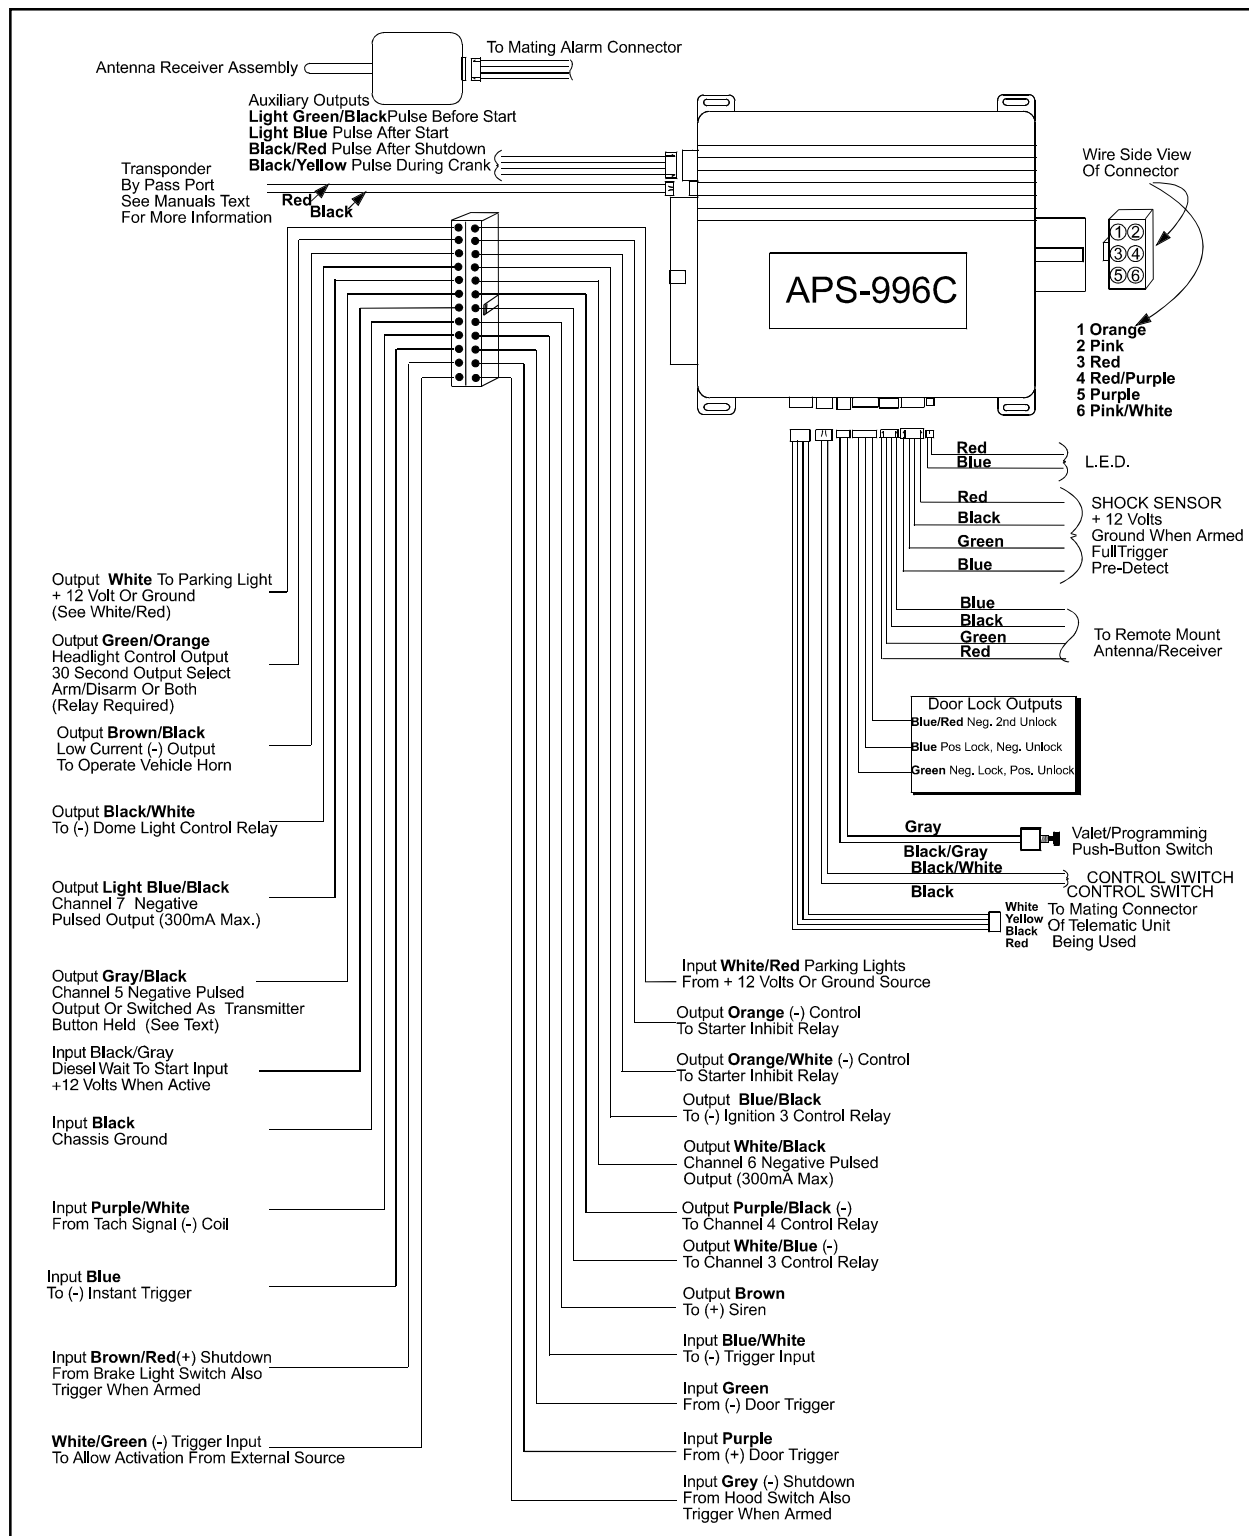 To Mating Alarm Connector
Antenna Receiver Assembly
Auxiliary Outputs
Light Green/BlackPulse Before Start
Light Blue Pulse After Start
Black/Red Pulse After Shutdown
Black/Yellow Pulse During Crank
Transponder
By Pass Port
See Manuals Text
For More Information
Red
Black
Wire Side View
Of Connector
1 2
3 4
5 6
APS-996C
1 Orange
2 Pink
3 Red
4 Red/Purple
5 Purple
6 Pink/White
Red
Blue
L.E.D.
Red
Black
Green
Blue
SHOCK SENSOR
+ 12 Volts
Ground When Armed
FullTrigger
Pre-Detect
Blue
Black
Green
Red
To Remote Mount
Antenna/Receiver
Door Lock Outputs
Blue/Red Neg. 2nd Unlock
Blue Pos Lock, Neg. Unlock
Green Neg. Lock, Pos. Unlock
Gray
Black/Gray
Valet/Programming
Push-Button Switch
Black/White
Black
CONTROL SWITCH
CONTROL SWITCH
White
Yellow
Black
Red
To Mating Connector
Of Telematic Unit
Being Used
Output White To Parking Light
+ 12 Volt Or Ground
(See White/Red)
Output Green/Orange
Headlight Control Output
30 Second Output Select
Arm/Disarm Or Both
(Relay Required)
Output Brown/Black
Low Current (-) Output
To Operate Vehicle Horn
Output Black/White
To (-) Dome Light Control Relay
Output Light Blue/Black
Channel 7 Negative
Pulsed Output (300mA Max.)
Output Gray/Black
Channel 5 Negative Pulsed
Output Or Switched As Transmitter
Button Held (See Text)
Input Black/Gray
Diesel Wait To Start Input
+12 Volts When Active
Input Black
Chassis Ground
Input Purple/White
From Tach Signal (-) Coil
Input Blue
To (-) Instant Trigger
Input Brown/Red(+) Shutdown
From Brake Light Switch Also
Trigger When Armed
White/Green (-) Trigger Input
To Allow Activation From External Source
Input White/Red Parking Lights
From + 12 Volts Or Ground Source
Output Orange (-) Control
To Starter Inhibit Relay
Output Orange/White (-) Control
To Starter Inhibit Relay
Output Blue/Black
To (-) Ignition 3 Control Relay
Output White/Black
Channel 6 Negative Pulsed
Output (300mA Max)
Output Purple/Black (-)
To Channel 4 Control Relay
Output White/Blue (-)
To Channel 3 Control Relay
Output Brown
To (+) Siren
Input Blue/White
To (-) Trigger Input
Input Green
From (-) Door Trigger
Input Purple
From (+) Door Trigger
Input Grey (-) Shutdown
From Hood Switch Also
Trigger When Armed